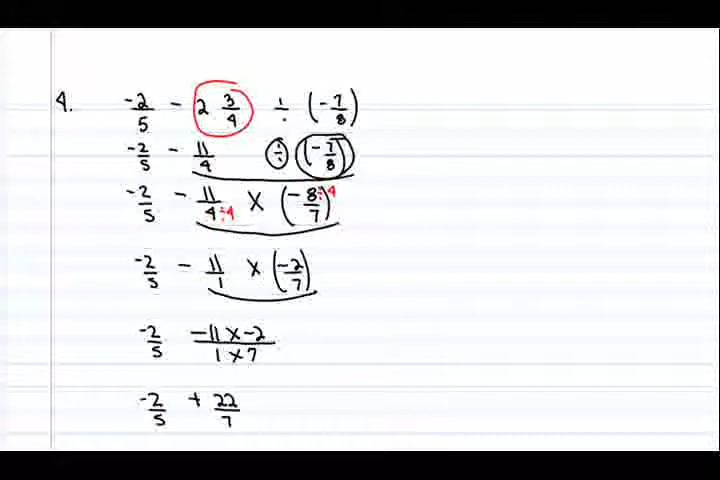 4. -2/5 - 2 3/4 ÷ (-7/8)
-2/5 - 11/4 ÷ (-7/8)
-2/5 - 11/4÷4 × (-8÷4/7)
-2/5 - 11/1 × (-2/7)
-2/5 -11×-2/1×7
-2/5 + 22/7